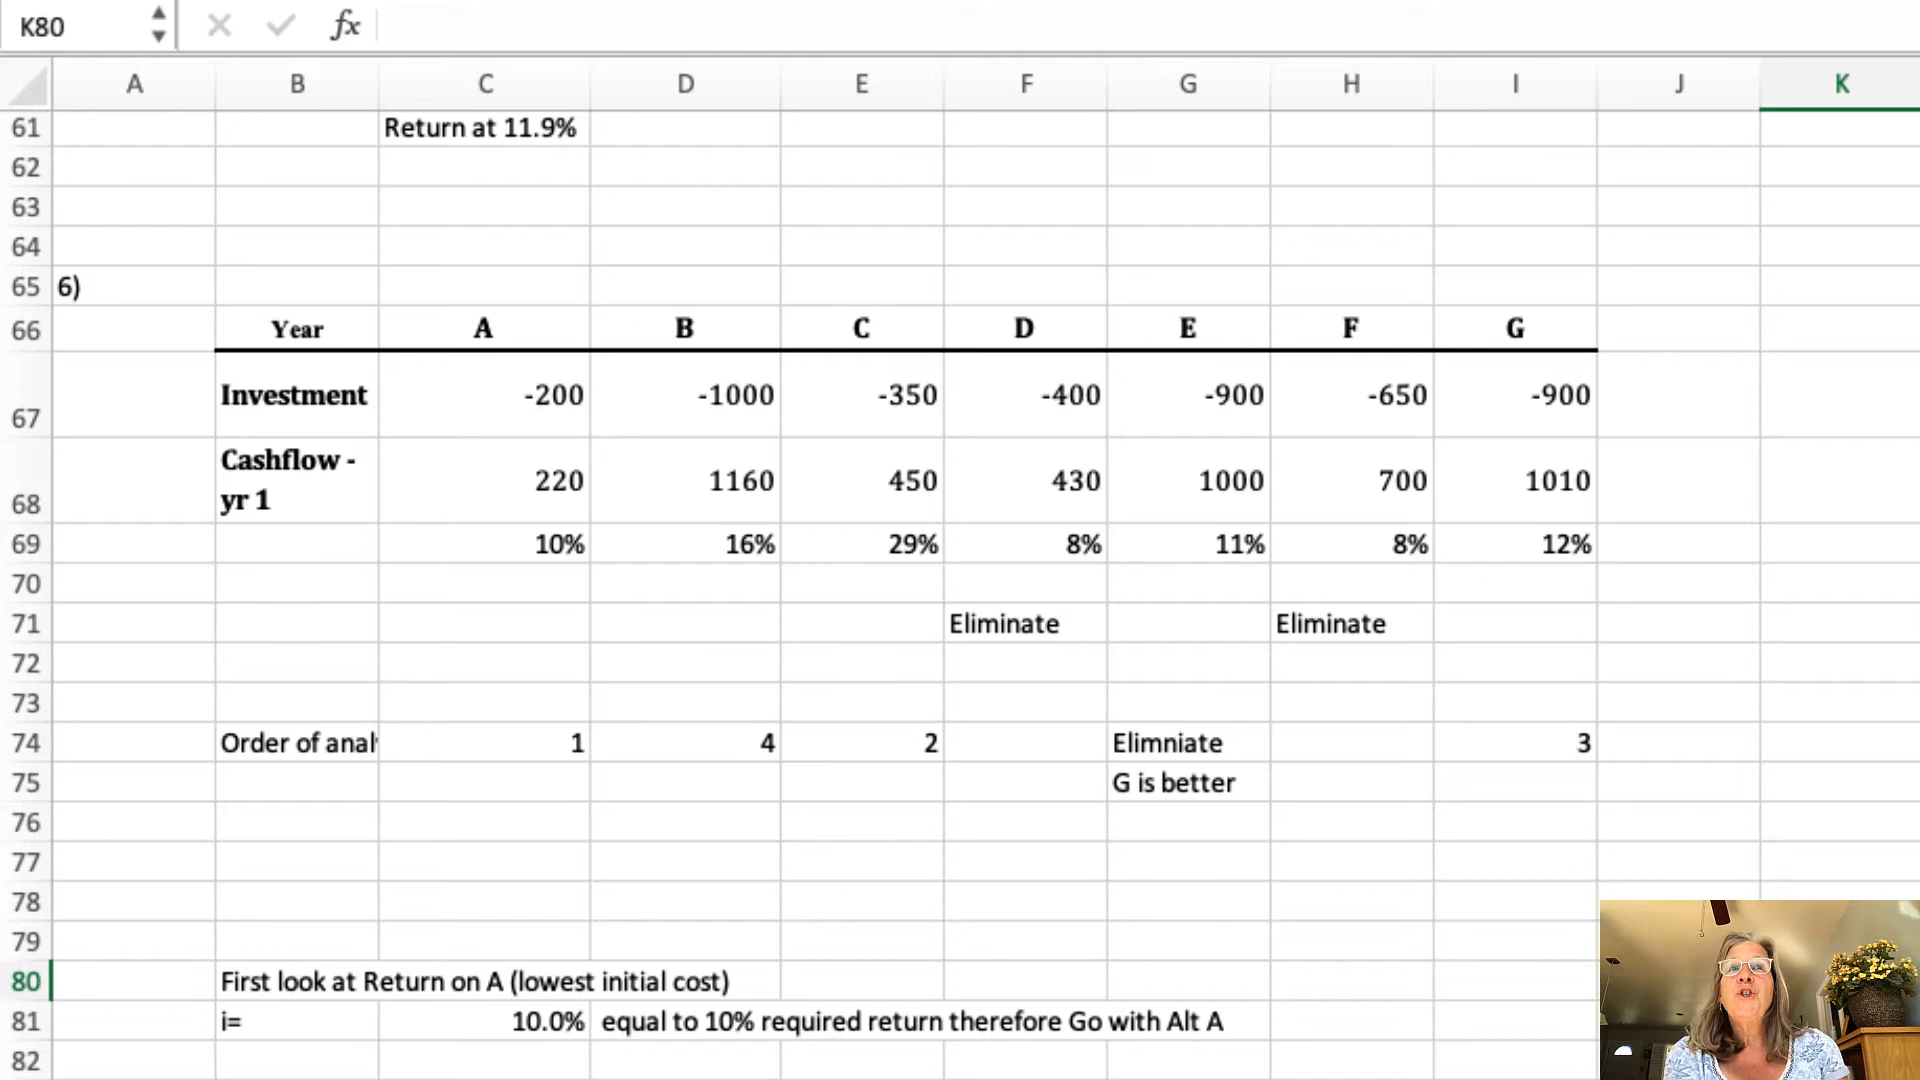 K80 fx
A B C D E F G H I J K
61 Return at 11.9%
62
63
64
65 6)
66 Year A B C D E F G
67 Investment -200 -1000 -350 -400 -900 -650 -900
68 Cashflow - yr 1 220 1160 450 430 1000 700 1010
69 10% 16% 29% 8% 11% 8% 12%
70
71 Eliminate Eliminate
72
73
74 Order of anal 1 4 2 Elimniate 3
75 G is better
76
77
78
79
80 First look at Return on A (lowest initial cost)
81 i= 10.0% equal to 10% required return therefore Go with Alt A
82